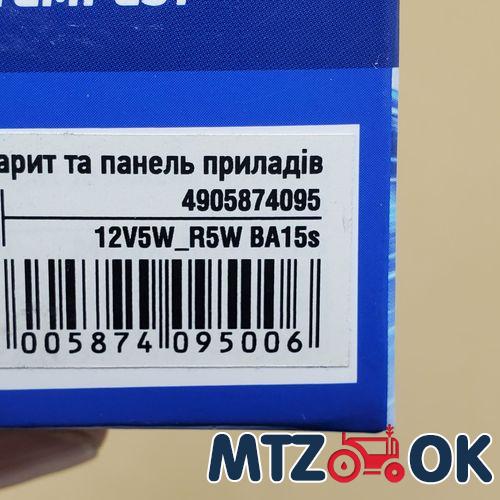 арит та панель приладів
4905874095
12V5W_R5W BA15s
005874 095006
MTZ OK